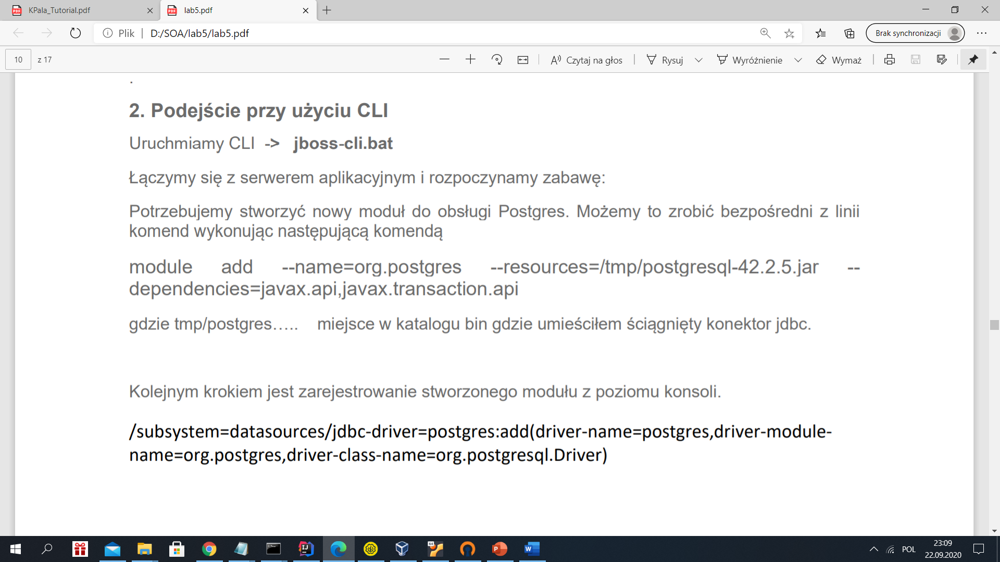 KPala_Tutorial.pdf
lab5.pdf
Plik
D:/SOA/lab5/lab5.pdf
Brak synchronizacji
10 z 17
Czytaj na głos
Rysuj
Wyróżnienie
Wymaż
.
2. Podejście przy użyciu CLI
Uruchmiamy CLI -> jboss-cli.bat
Łączymy się z serwerem aplikacyjnym i rozpoczynamy zabawę:
Potrzebujemy stworzyć nowy moduł do obsługi Postgres. Możemy to zrobić bezpośredni z linii
komend wykonując następującą komendą
module add --name=org.postgres --resources=/tmp/postgresql-42.2.5.jar --
dependencies=javax.api,javax.transaction.api
gdzie tmp/postgres….. miejsce w katalogu bin gdzie umieściłem ściągnięty konektor jdbc.
Kolejnym krokiem jest zarejestrowanie stworzonego modułu z poziomu konsoli.
/subsystem=datasources/jdbc-driver=postgres:add(driver-name=postgres,driver-module-
name=org.postgres,driver-class-name=org.postgresql.Driver)
POL
23:09
22.09.2020